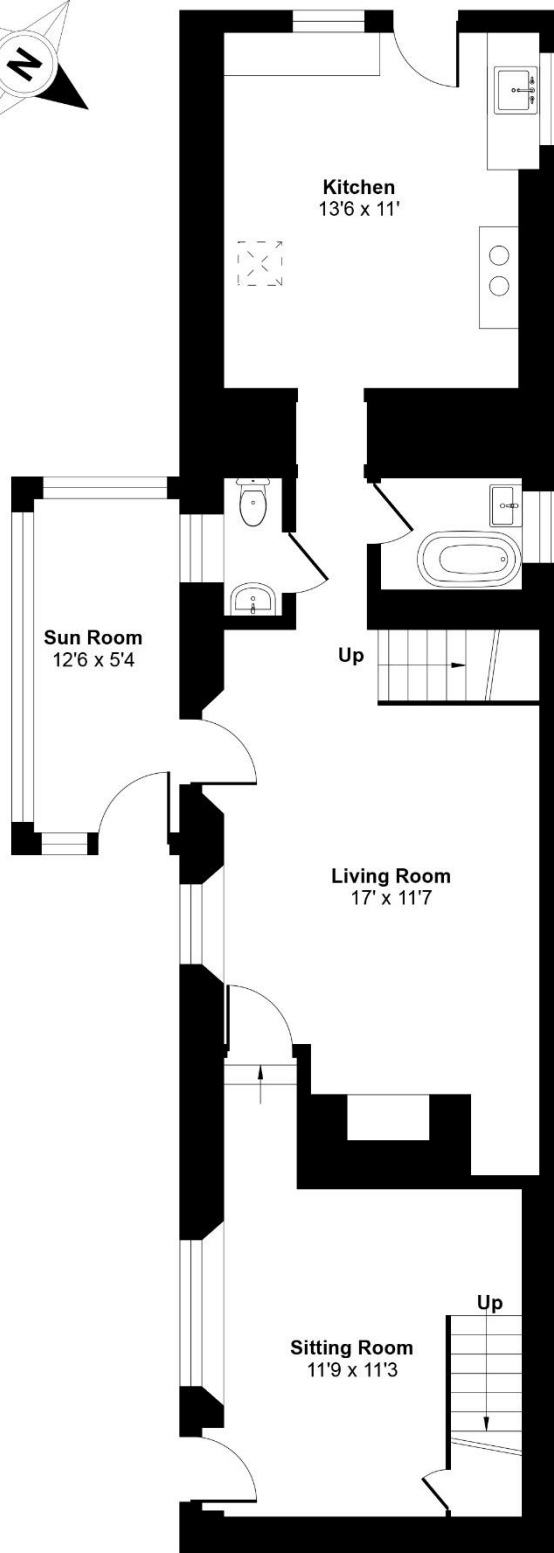 N
Kitchen
13'6 x 11'
Sun Room
12'6 x 5'4
Up
Living Room
17' x 11'7
Up
Sitting Room
11'9 x 11'3